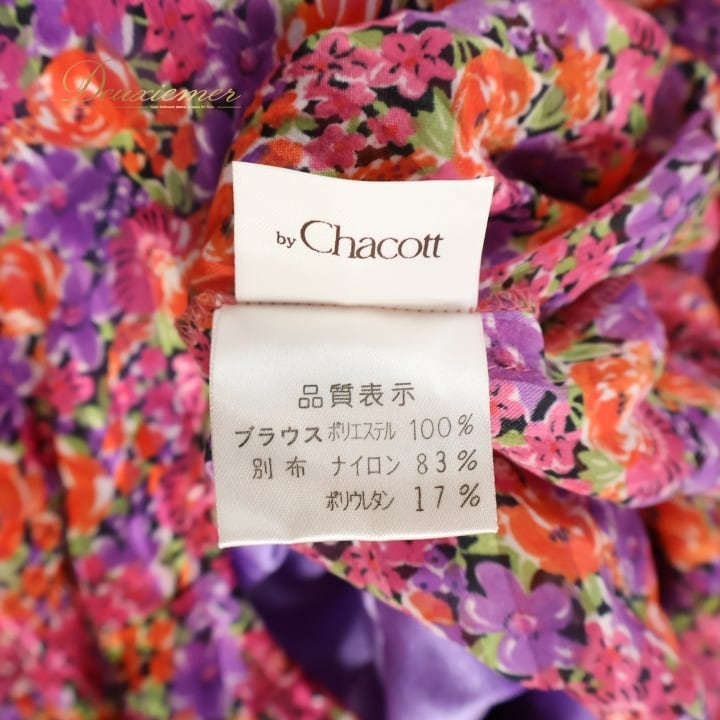 Deuxiemer
by Chacott
品質表示
ブラウス ポリエステル 100%
別布 ナイロン 83%
ポリウレタン 17%